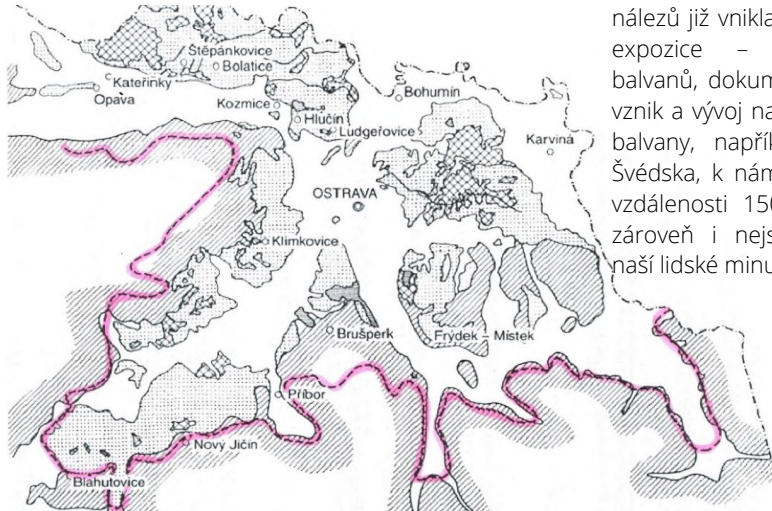 nálezů již vnikla
expozice –
balvanů, dokum
vznik a vývoj na
balvany, napřík
Švédska, k nám
vzdálenosti 150
zároveň i nejs
naší lidské minu
Štěpánkovice
Bolatice
Kateřinky
Opava
Kozmice
Bohumín
Hlučín
Ludgeřovice
Karviná
OSTRAVA
Klimkovice
Brušperk
Frýdek – Místek
Příbor
Nový Jičín
Blahutovice